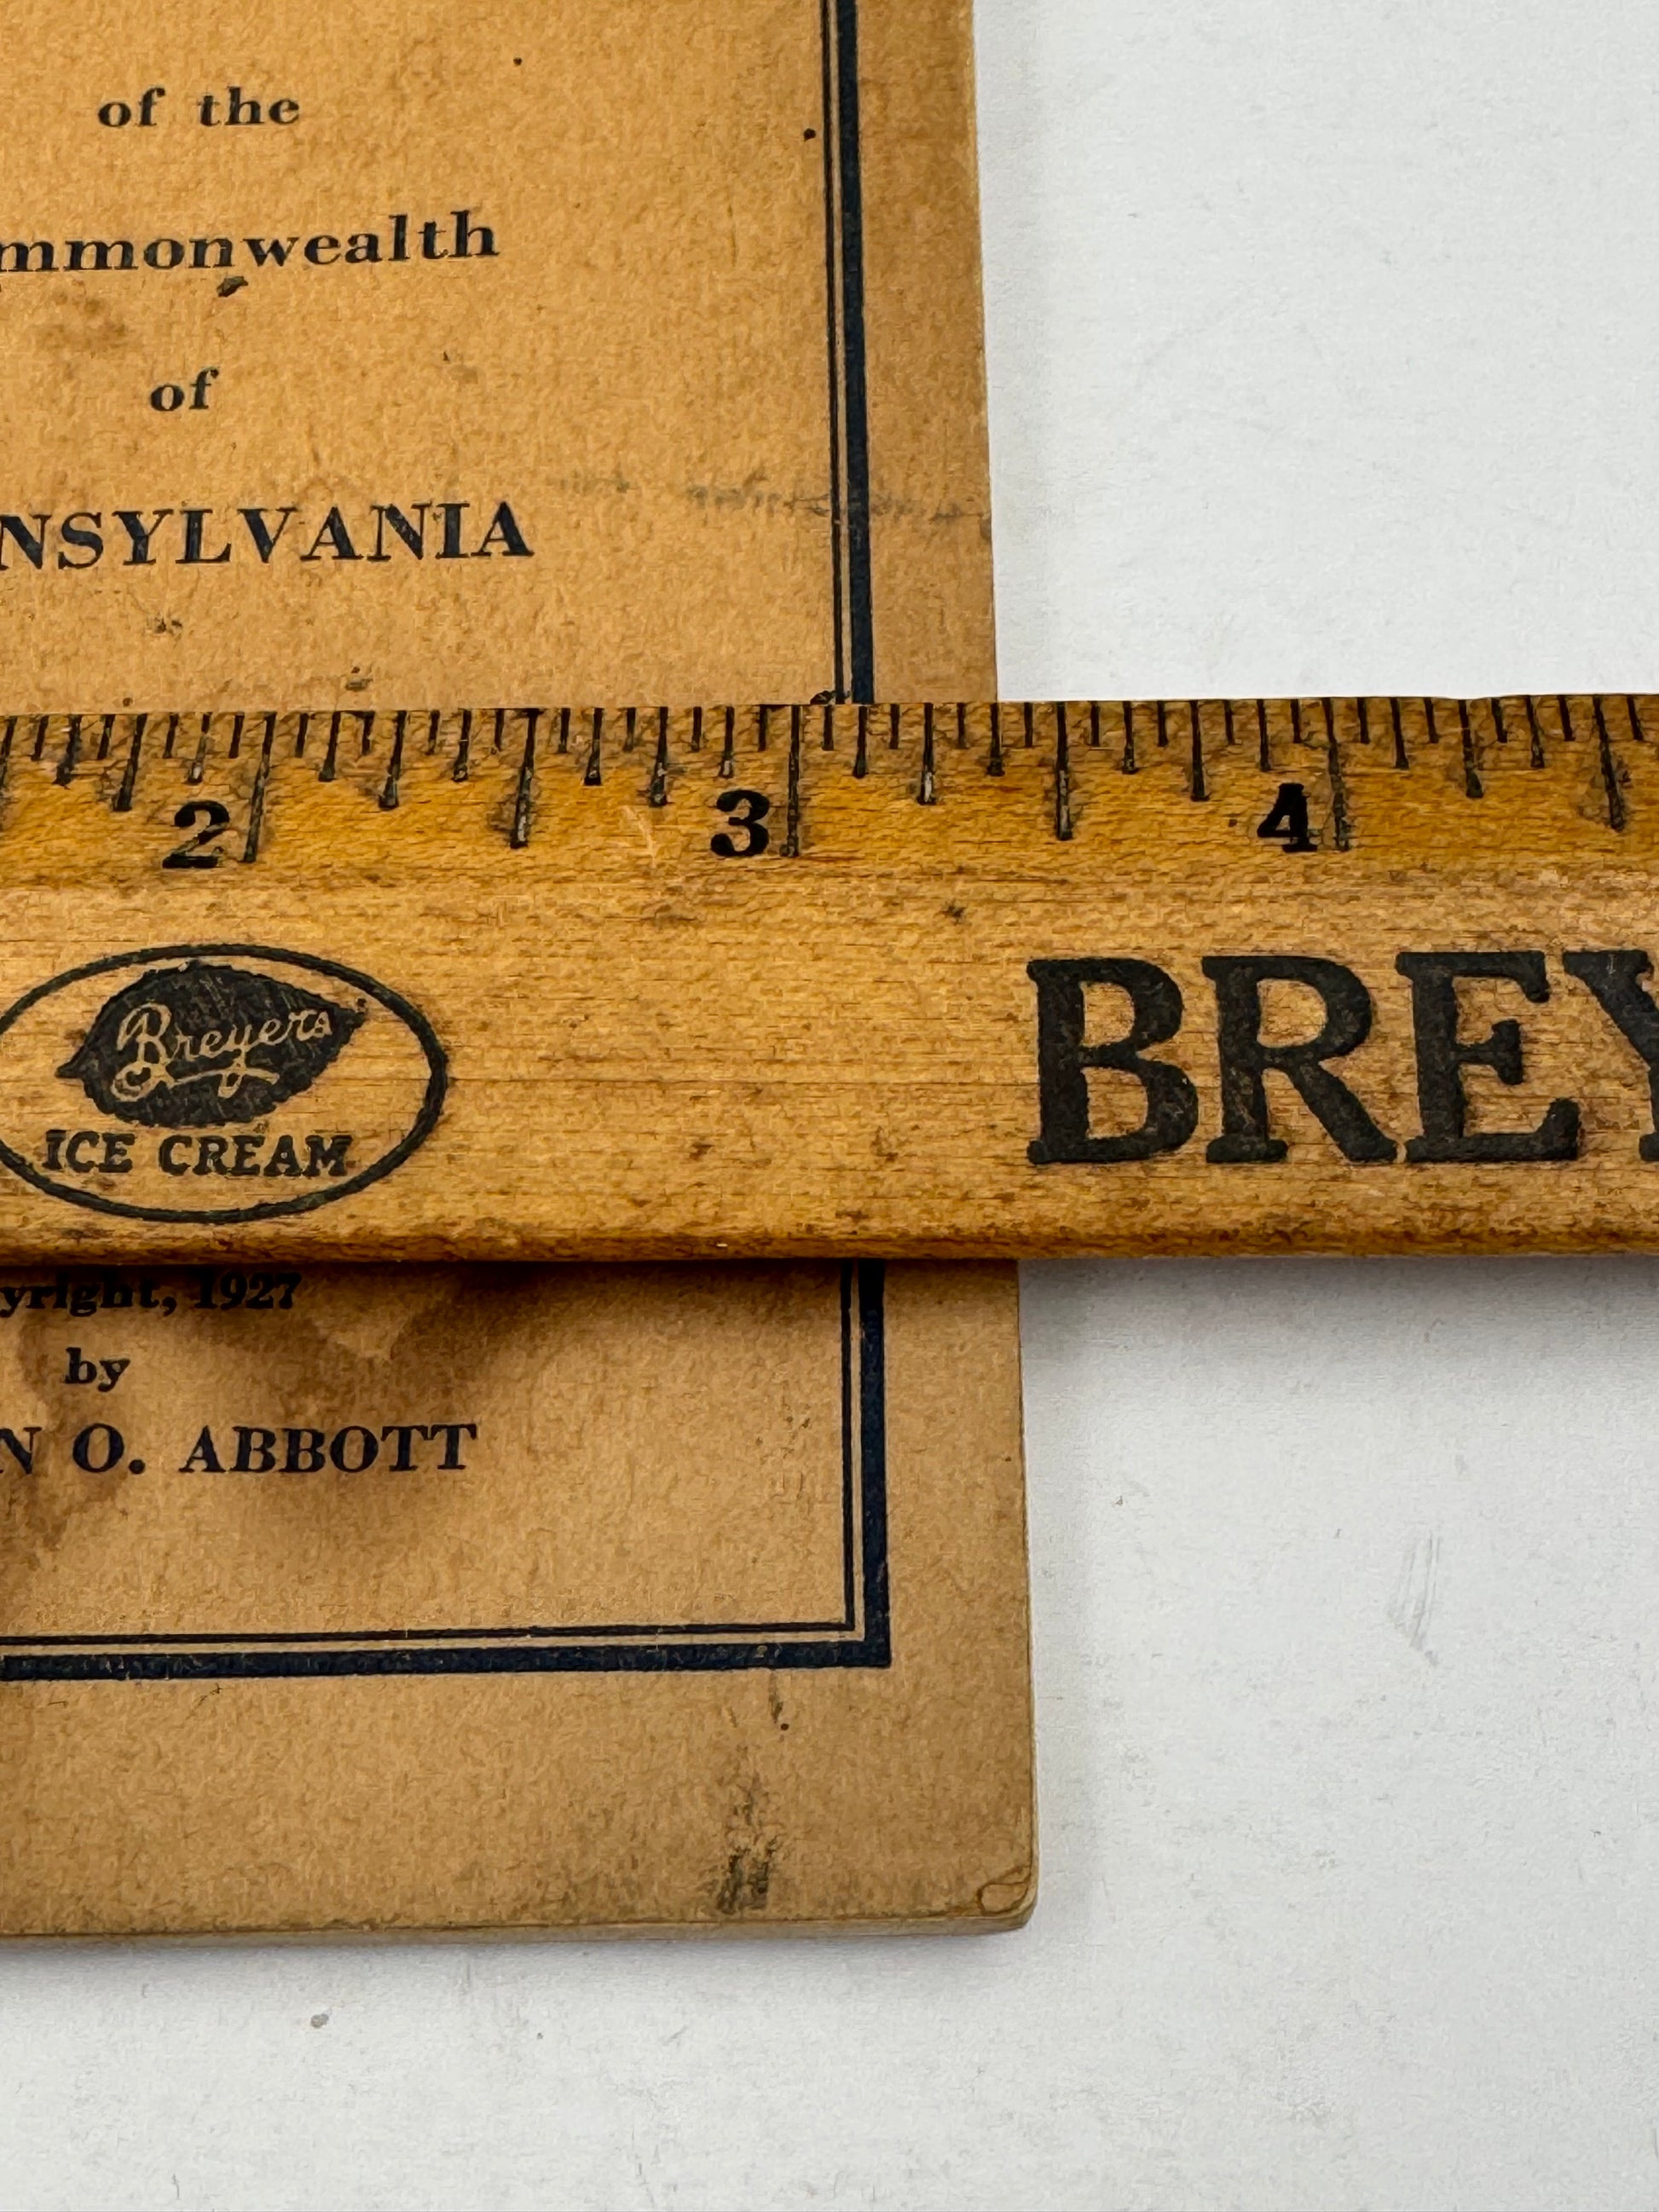 of the
mmonwealth
of
NSYLVANIA
2 3 4
Breyers
ICE CREAM
BREY
yright, 1927
by
N O. ABBOTT